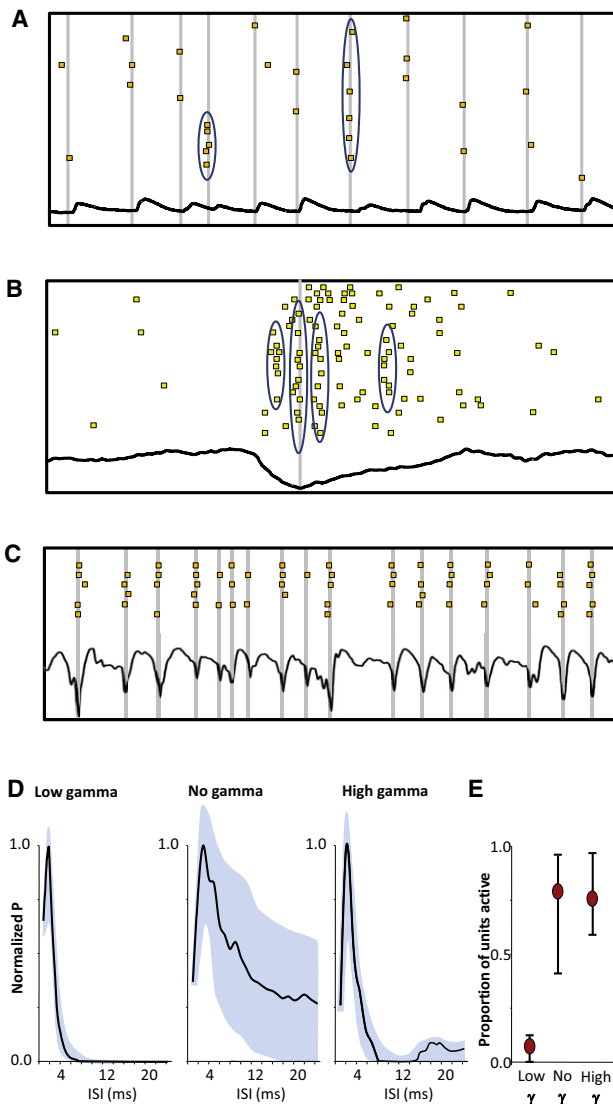 A
B
C
D
Low gamma
No gamma
High gamma
E
1.0
1.0
1.0
1.0
Normalized P
0.5
Proportion of units active
0.0
0.0
4 12 20
4 12 20
4 12 20
ISI (ms)
ISI (ms)
ISI (ms)
Low No High
γ γ γ